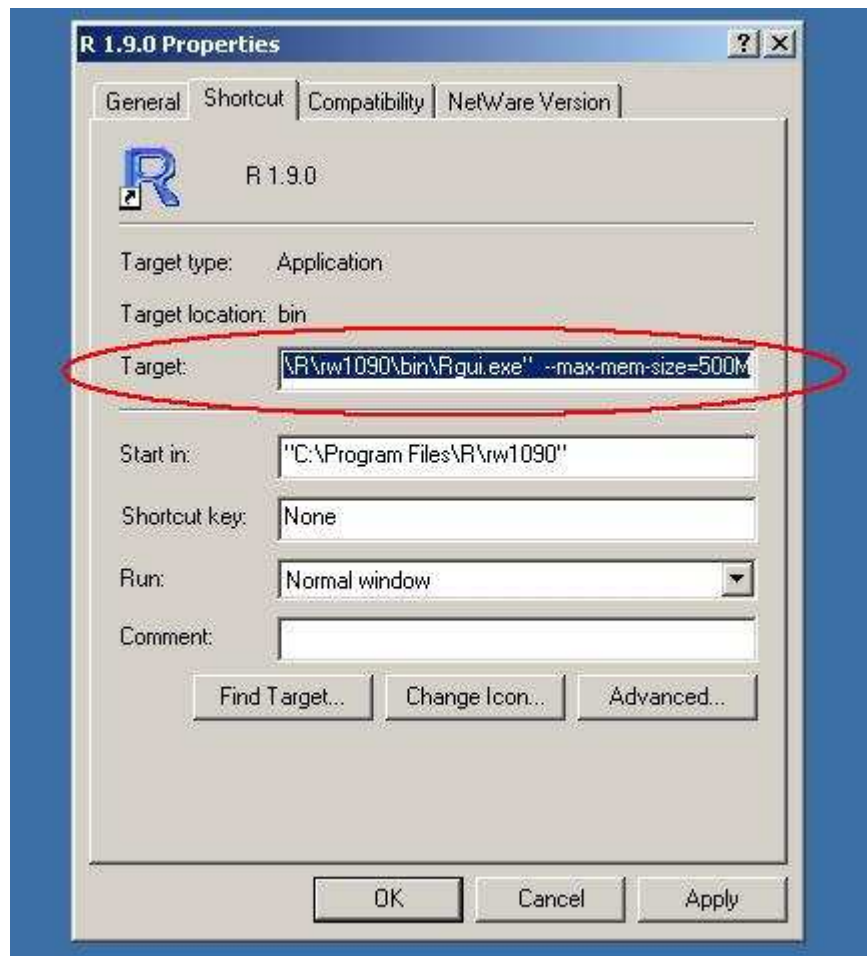 R 1.9.0 Properties
General Shortcut Compatibility NetWare Version
R 1.9.0
Target type: Application
Target location: bin
Target: \R\rw1090\bin\Rgui.exe" --max-mem-size=500M
Start in: "C:\Program Files\R\rw1090"
Shortcut key: None
Run: Normal window
Comment:
Find Target... Change Icon... Advanced...
OK Cancel Apply